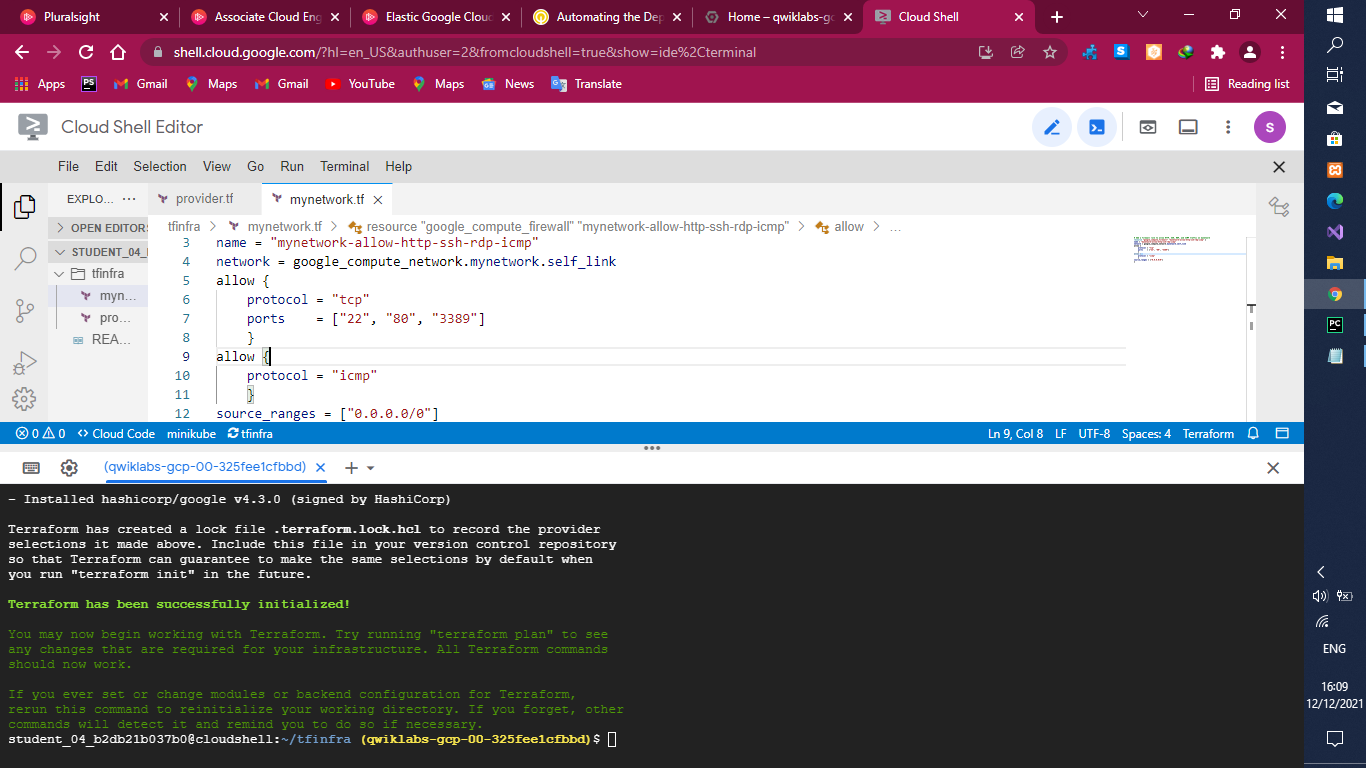 Pluralsight
Associate Cloud Eng
Elastic Google Cloud
Automating the Dep
Home – qwiklabs-gc
Cloud Shell
shell.cloud.google.com/?hl=en_US&authuser=2&fromcloudshell=true&show=ide%2Cterminal
Apps
PS
Gmail
Maps
Gmail
YouTube
Maps
News
Translate
Reading list
Cloud Shell Editor
S
File Edit Selection View Go Run Terminal Help
EXPLO...
provider.tf
mynetwork.tf
OPEN EDITORS
tfinfra > mynetwork.tf > resource "google_compute_firewall" "mynetwork-allow-http-ssh-rdp-icmp" > allow > ...
STUDENT_04_
tfinfra
myn...
pro...
REA...
3 name = "mynetwork-allow-http-ssh-rdp-icmp"
4 network = google_compute_network.mynetwork.self_link
5 allow {
6 protocol = "tcp"
7 ports    = ["22", "80", "3389"]
8 }
9 allow {
10 protocol = "icmp"
11 }
12 source_ranges = ["0.0.0.0/0"]
0 0 Cloud Code minikube tfinfra
Ln 9, Col 8 LF UTF-8 Spaces: 4 Terraform
(qwiklabs-gcp-00-325fee1cfbbd)
- Installed hashicorp/google v4.3.0 (signed by HashiCorp)
Terraform has created a lock file .terraform.lock.hcl to record the provider
selections it made above. Include this file in your version control repository
so that Terraform can guarantee to make the same selections by default when
you run "terraform init" in the future.
Terraform has been successfully initialized!
You may now begin working with Terraform. Try running "terraform plan" to see
any changes that are required for your infrastructure. All Terraform commands
should now work.
If you ever set or change modules or backend configuration for Terraform,
rerun this command to reinitialize your working directory. If you forget, other
commands will detect it and remind you to do so if necessary.
student_04_b2db21b037b0@cloudshell:~/tfinfra (qwiklabs-gcp-00-325fee1cfbbd)$
PC
ENG
16:09
12/12/2021